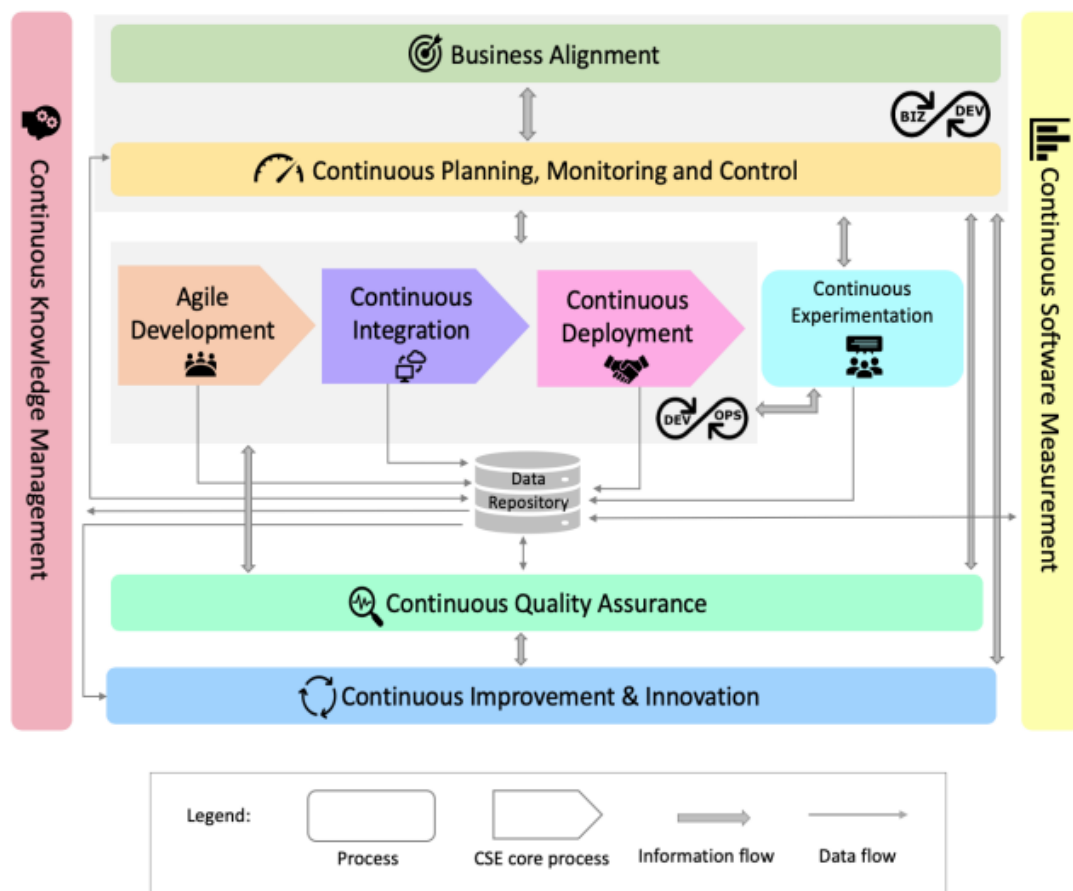 Business Alignment
BIZ DEV
Continuous Planning, Monitoring and Control
Continuous Knowledge Management
Continuous Software Measurement
Agile
Development
Continuous
Integration
Continuous
Deployment
Continuous
Experimentation
DEV OPS
Data
Repository
Continuous Quality Assurance
Continuous Improvement & Innovation
Legend:
Process
CSE core process
Information flow
Data flow